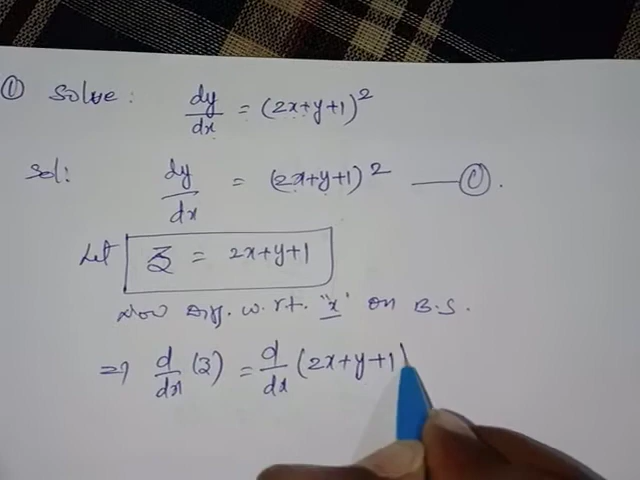 ① Solve: dy/dx = (2x+y+1)²
Sol: dy/dx = (2x+y+1)² — ①.
Let z = 2x+y+1
Now Diff. w.r.t. "x" on B.S.
⇒ d/dx (z) = d/dx (2x+y+1)